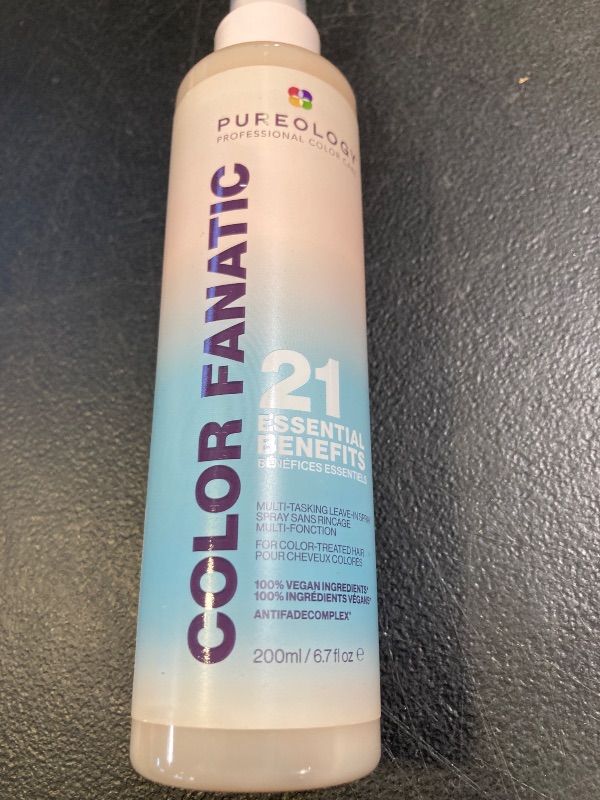 PUREOLOGY
PROFESSIONAL COLOR CARE
COLOR FANATIC
21
ESSENTIAL
BENEFITS
BÉNÉFICES ESSENTIELS
MULTI-TASKING LEAVE-IN SPRAY
SPRAY SANS RINCAGE
MULTI-FONCTION
FOR COLOR-TREATED HAIR
POUR CHEVEUX COLORÉS
100% VEGAN INGREDIENTS*
100% INGRÉDIENTS VÉGANS*
ANTIFADECOMPLEX*
200ml / 6.7 fl oz ℮